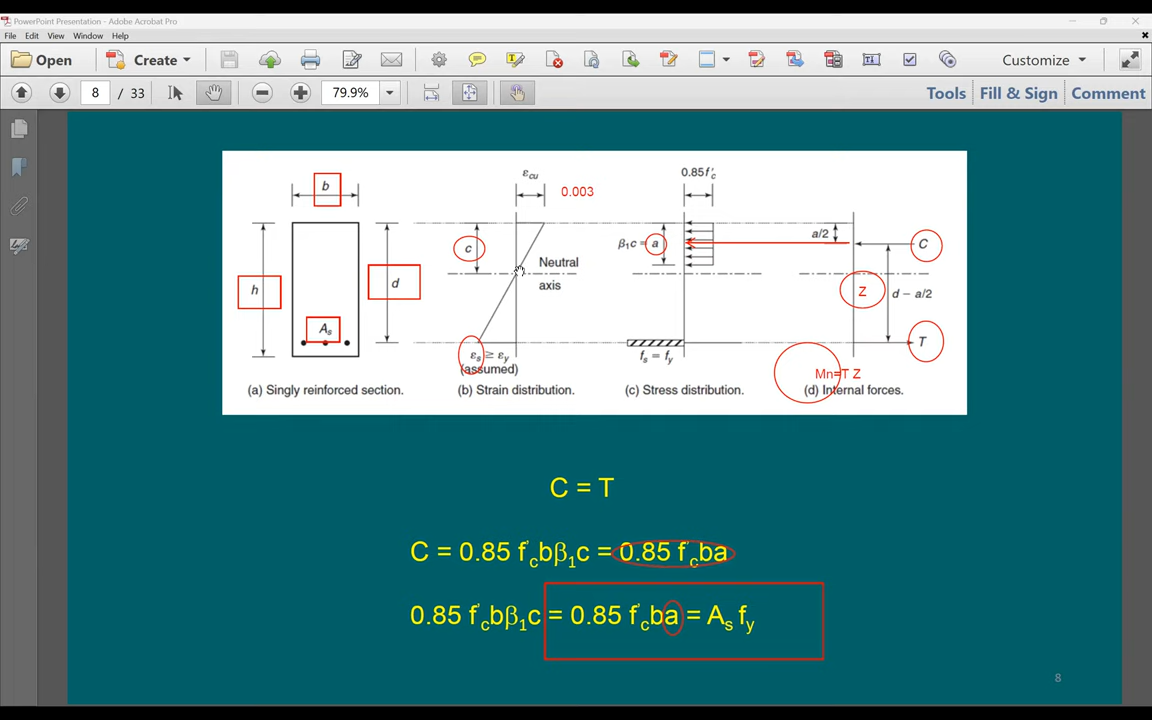 PowerPoint Presentation - Adobe Acrobat Pro
File Edit View Window Help
Open Create Customize
8 / 33 79.9% Tools Fill & Sign Comment
b
h
d
As
εcu
0.003
c
Neutral
axis
εs ≥ εy
(assumed)
0.85f′c
β1c = a
fs = fy
a/2
C
Z
d − a/2
T
Mn=T Z
(a) Singly reinforced section. (b) Strain distribution. (c) Stress distribution. (d) Internal forces.
C = T
C = 0.85 f'cbβ1c = 0.85 f'cba
0.85 f'cbβ1c = 0.85 f'cba = As fy
8